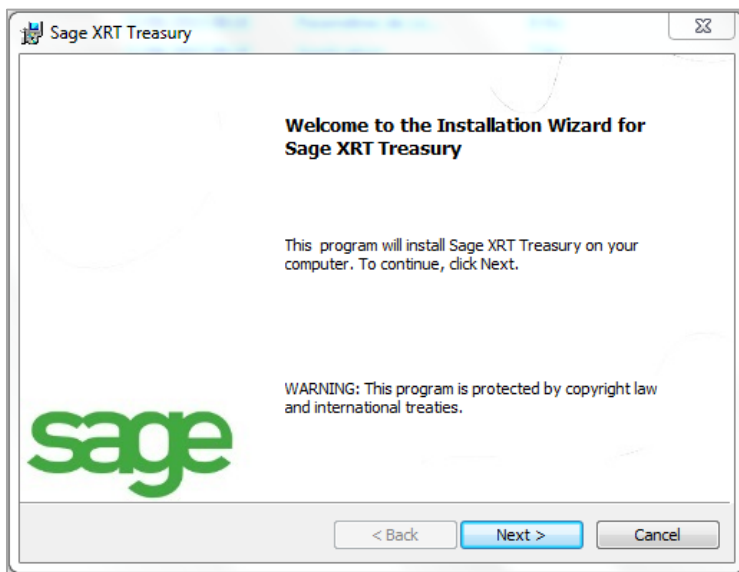 Sage XRT Treasury
Welcome to the Installation Wizard for
Sage XRT Treasury
This program will install Sage XRT Treasury on your
computer. To continue, click Next.
WARNING: This program is protected by copyright law
and international treaties.
sage
< Back Next > Cancel